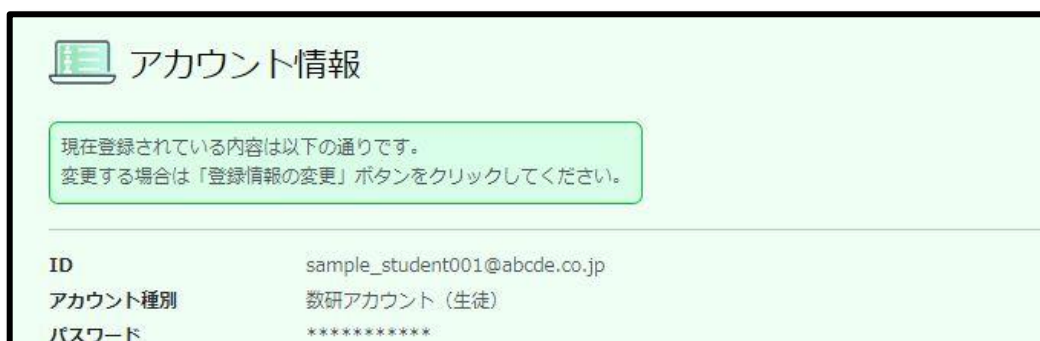 アカウント情報
現在登録されている内容は以下の通りです。
変更する場合は「登録情報の変更」ボタンをクリックしてください。
ID sample_student001@abcde.co.jp
アカウント種別 数研アカウント（生徒）
パスワード ***********